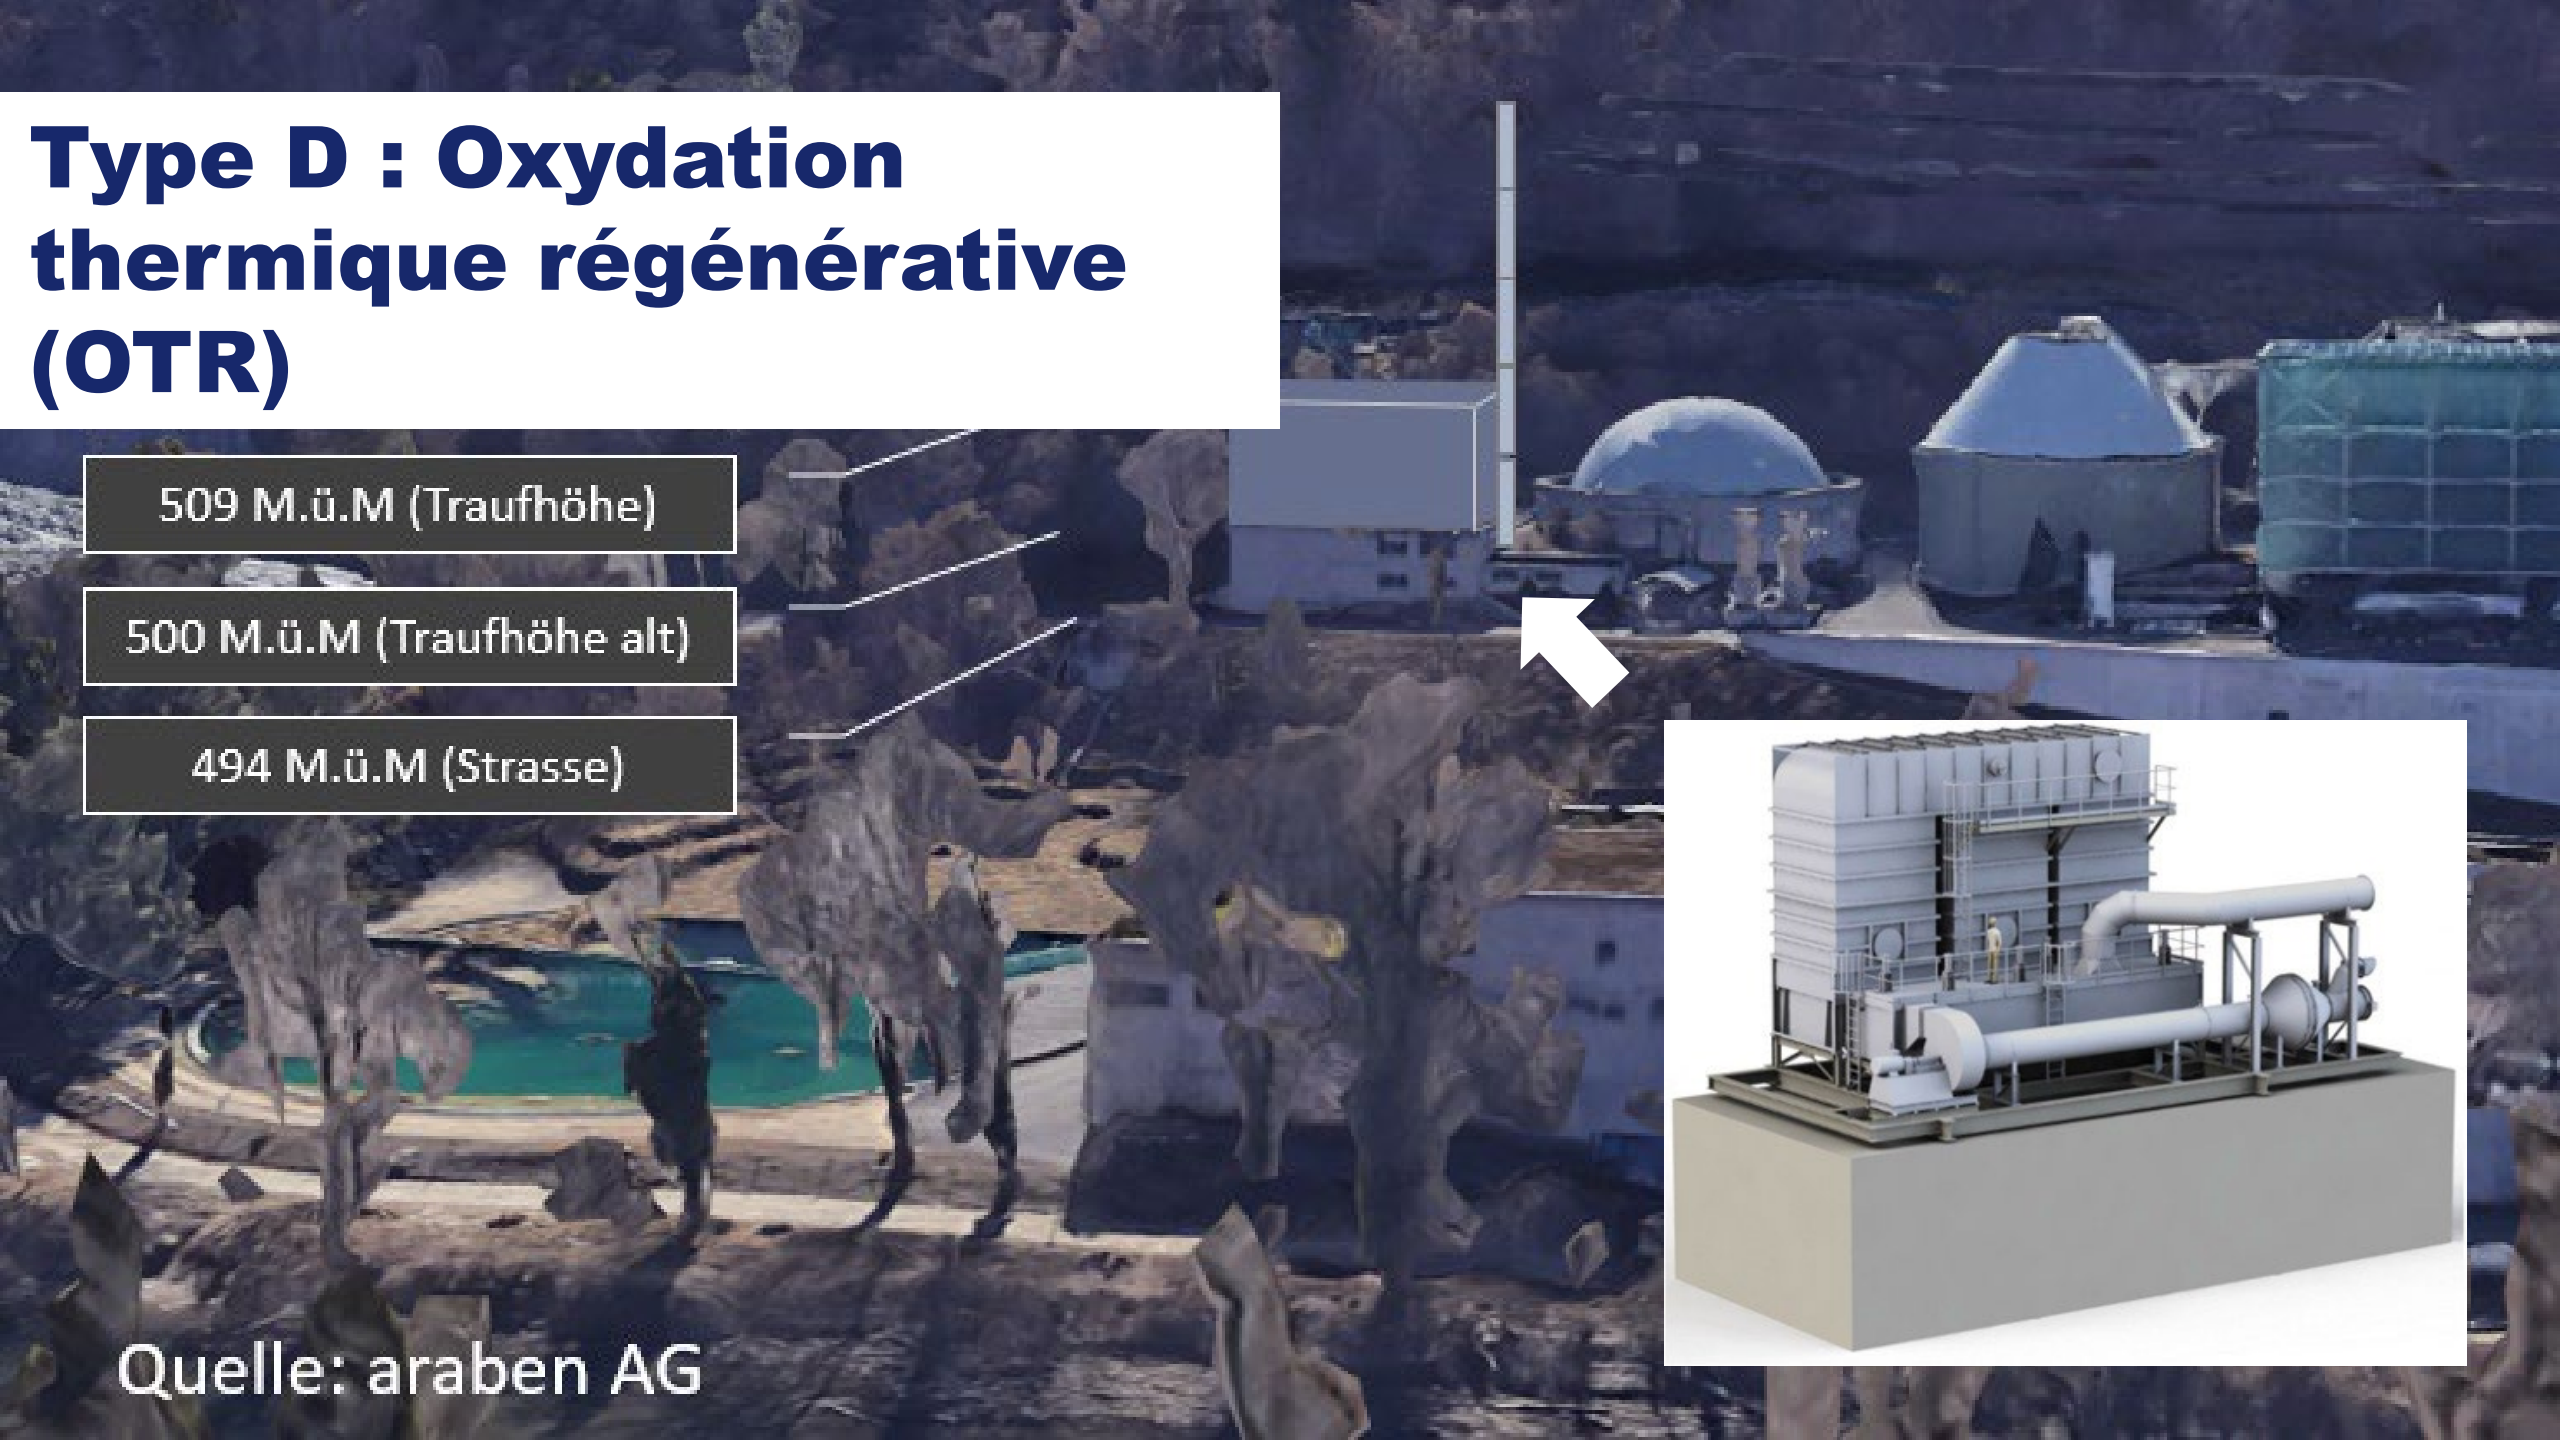 Type D : Oxydation
thermique régénérative
(OTR)
509 M.ü.M (Traufhöhe)
500 M.ü.M (Traufhöhe alt)
494 M.ü.M (Strasse)
Quelle: araben AG